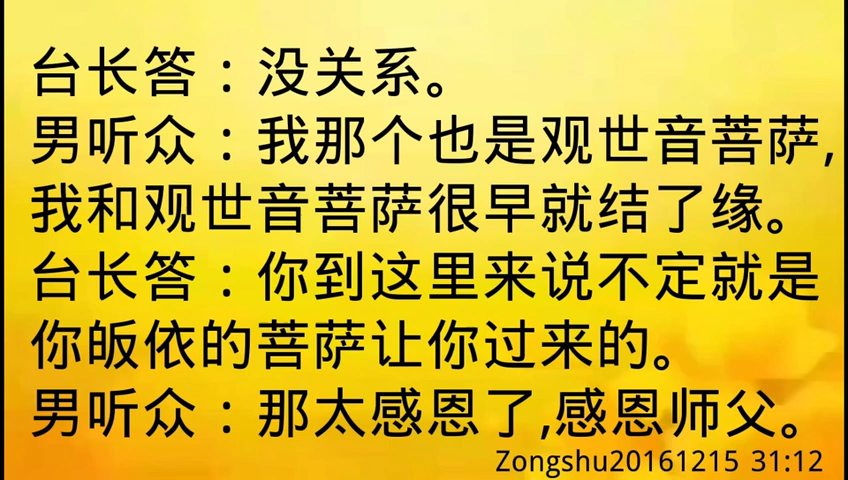 台长答：没关系。
男听众：我那个也是观世音菩萨,
我和观世音菩萨很早就结了缘。
台长答：你到这里来说不定就是
你皈依的菩萨让你过来的。
男听众：那太感恩了,感恩师父。
Zongshu20161215 31:12